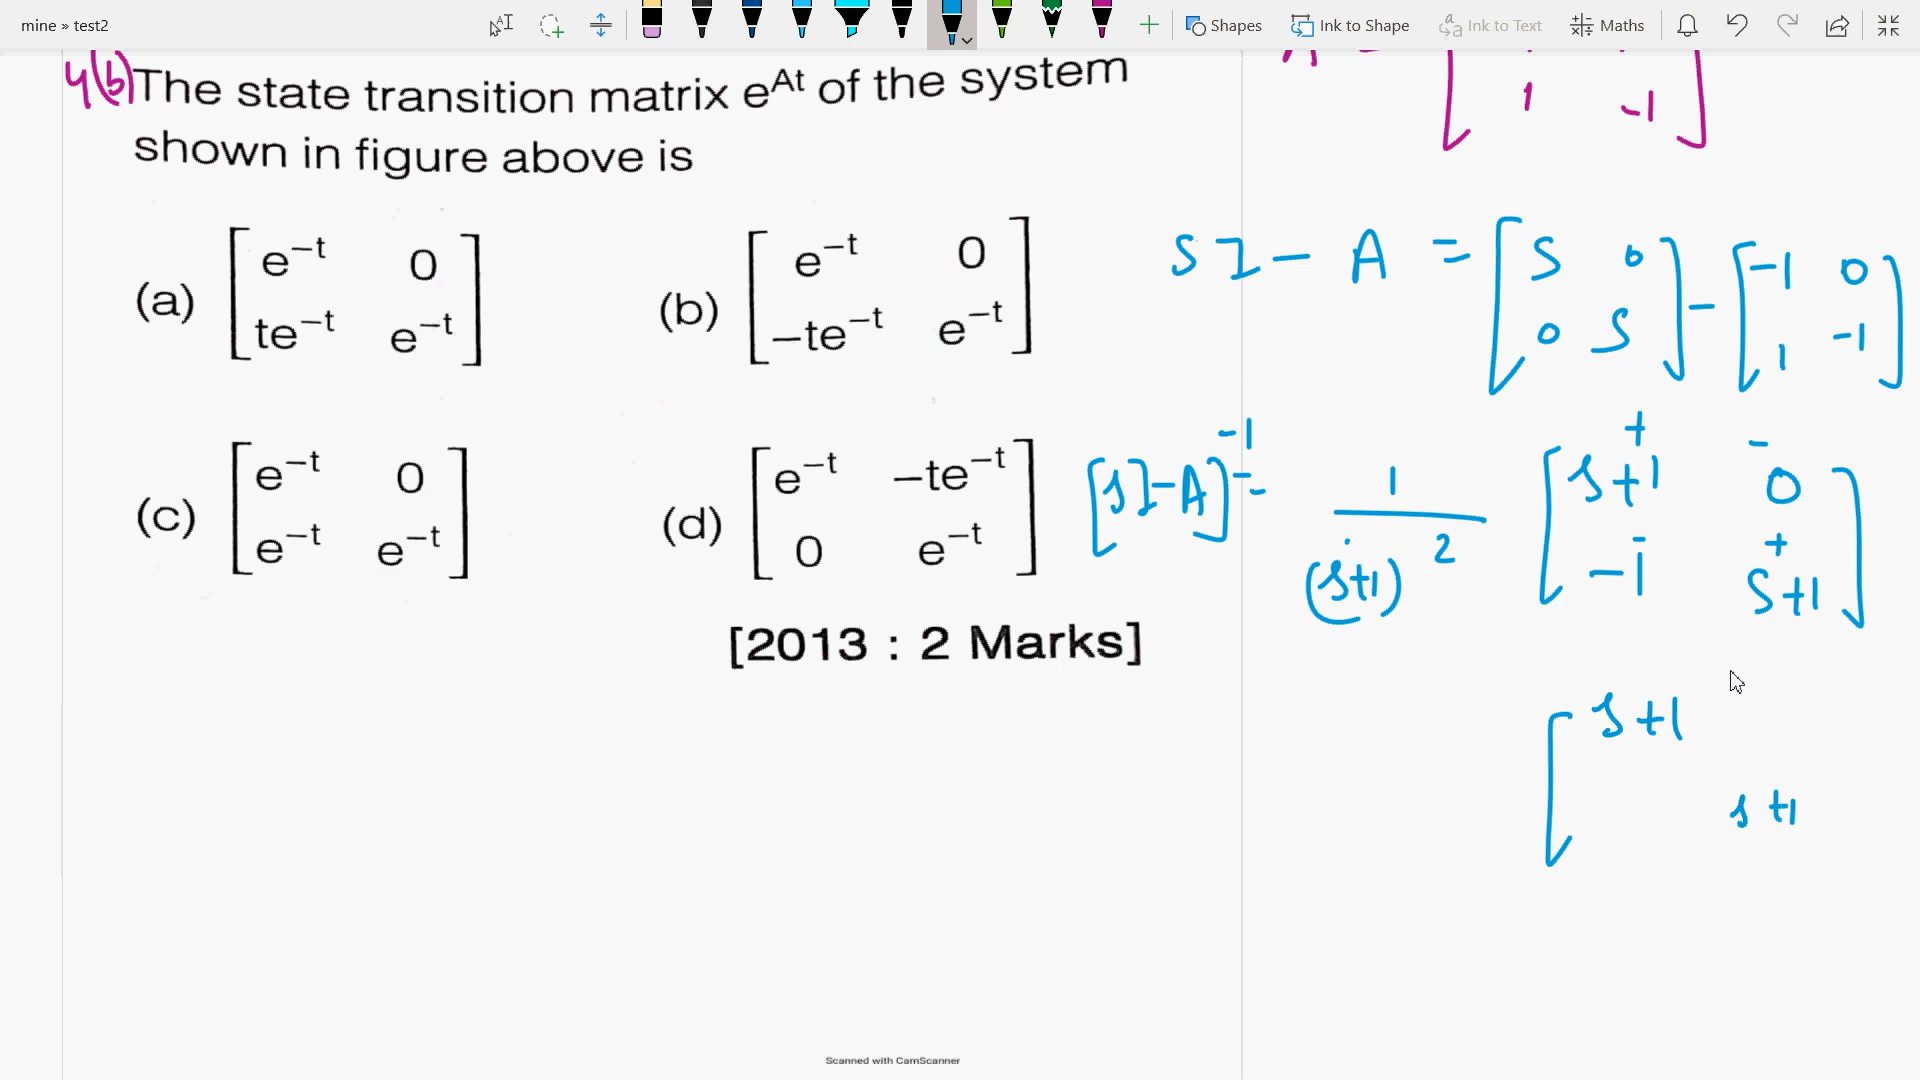 mine » test2
Shapes Ink to Shape Ink to Text Maths
4(b) The state transition matrix e^At of the system
shown in figure above is
(a) [ e^-t 0
te^-t e^-t ]
(b) [ e^-t 0
-te^-t e^-t ]
(c) [ e^-t 0
e^-t e^-t ]
(d) [ e^-t -te^-t
0 e^-t ]
[2013 : 2 Marks]
1 -1
SI - A = [ S 0
0 S ] - [ -1 0
1 -1 ]
[SI-A]^-1 = 1
(S+1)^2
+ -
[ S+1 0
- +
-1 S+1 ]
[ S+1
S+1
Scanned with CamScanner